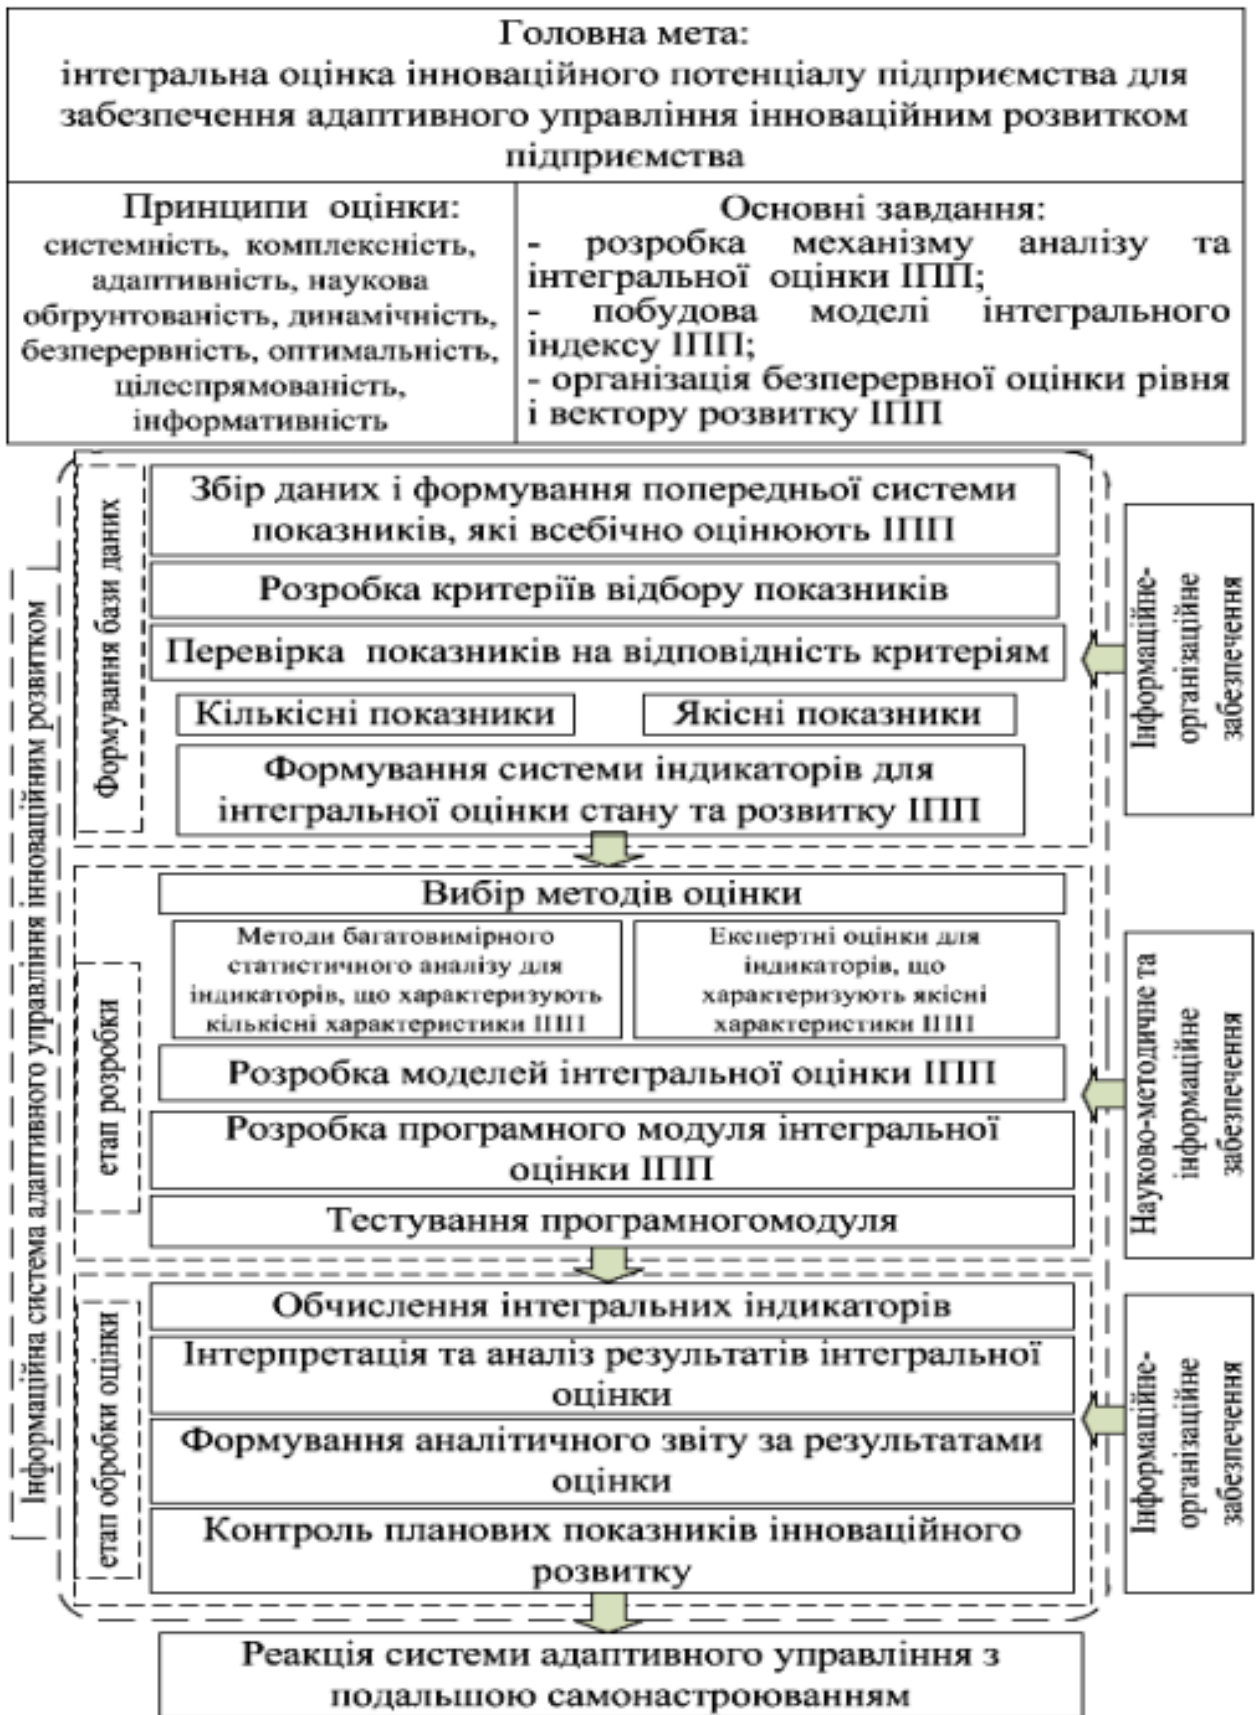 Головна мета:
інтегральна оцінка інноваційного потенціалу підприємства для
забезпечення адаптивного управління інноваційним розвитком
підприємства
Принципи оцінки:
системність, комплексність,
адаптивність, наукова
обґрунтованість, динамічність,
безперервність, оптимальність,
цілеспрямованість,
інформативність
Основні завдання:
- розробка механізму аналізу та
інтегральної оцінки ІПП;
- побудова моделі інтегрального
індексу ІПП;
- організація безперервної оцінки рівня
і вектору розвитку ІПП
Інформаційна система адаптивного управління інноваційним розвитком
Формування бази даних
Збір даних і формування попередньої системи
показників, які всебічно оцінюють ІПП
Розробка критеріїв відбору показників
Перевірка показників на відповідність критеріям
Кількісні показники
Якісні показники
Формування системи індикаторів для
інтегральної оцінки стану та розвитку ІПП
Інформаційне-
організаційне
забезпечення
етап розробки
Вибір методів оцінки
Методи багатовимірного
статистичного аналізу для
індикаторів, що характеризують
кількісні характеристики ІПП
Експертні оцінки для
індикаторів, що
характеризують якісні
характеристики ІПП
Розробка моделей інтегральної оцінки ІПП
Розробка програмного модуля інтегральної
оцінки ІПП
Тестування програмногомодуля
Науково-методичне та
інформаційне
забезпечення
етап обробки оцінки
Обчислення інтегральних індикаторів
Інтерпретація та аналіз результатів інтегральної
оцінки
Формування аналітичного звіту за результатами
оцінки
Контроль планових показників інноваційного
розвитку
Інформаційне-
організаційне
забезпечення
Реакція системи адаптивного управління з
подальшою самонастроюванням